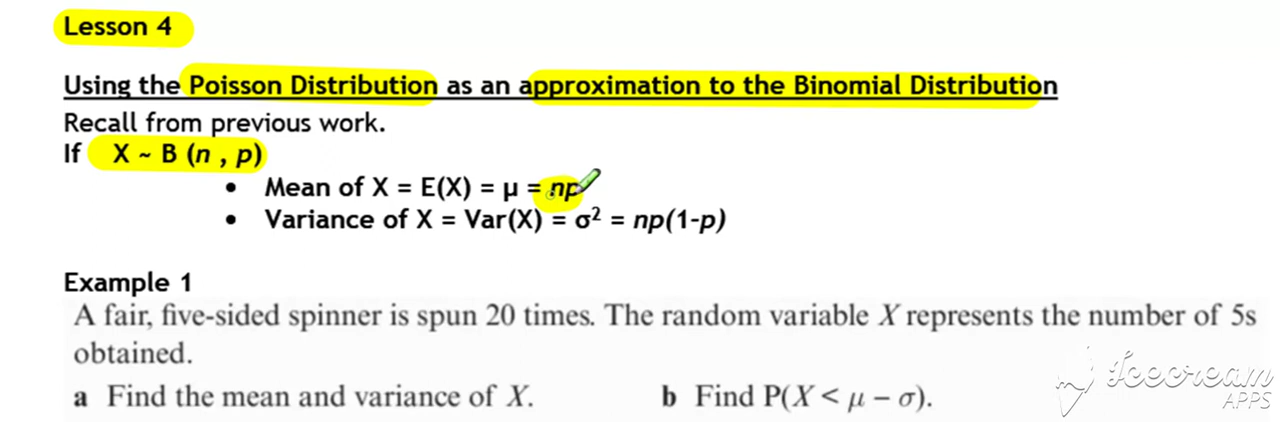 Lesson 4
Using the Poisson Distribution as an approximation to the Binomial Distribution
Recall from previous work.
If X ~ B (n , p)
• Mean of X = E(X) = μ = np
• Variance of X = Var(X) = σ² = np(1-p)
Example 1
A fair, five-sided spinner is spun 20 times. The random variable X represents the number of 5s
obtained.
a Find the mean and variance of X. b Find P(X < μ − σ).
Icecream
APPS